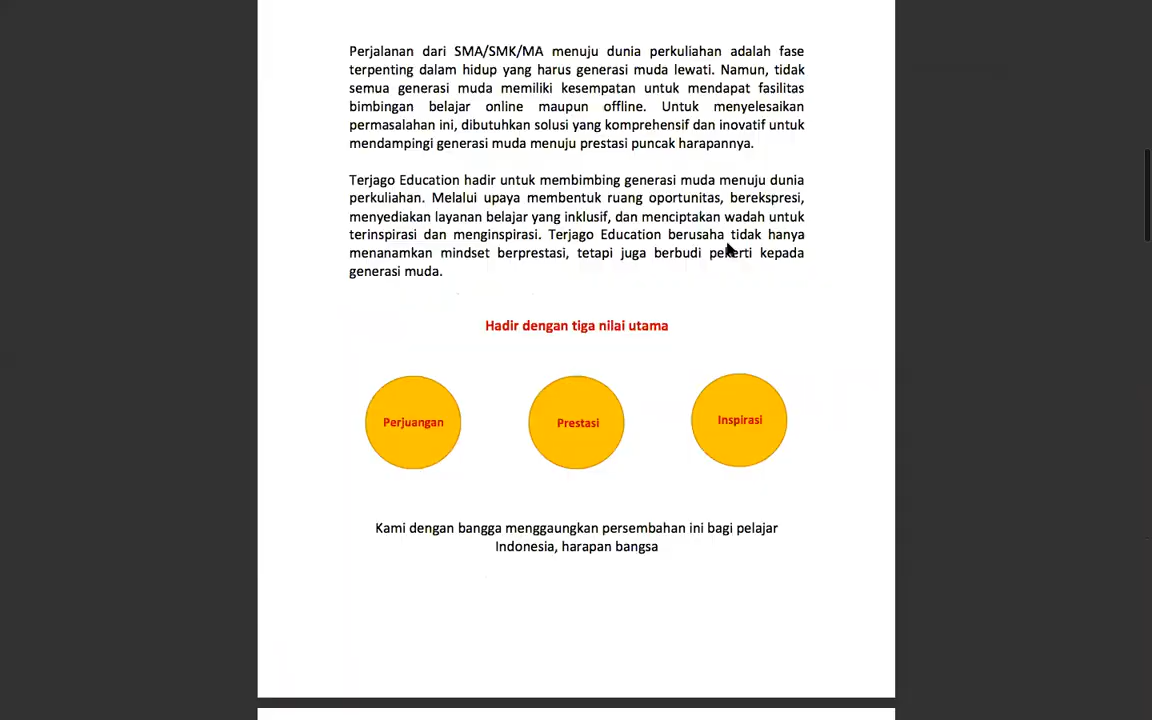 Perjalanan dari SMA/SMK/MA menuju dunia perkuliahan adalah fase
terpenting dalam hidup yang harus generasi muda lewati. Namun, tidak
semua generasi muda memiliki kesempatan untuk mendapat fasilitas
bimbingan belajar online maupun offline. Untuk menyelesaikan
permasalahan ini, dibutuhkan solusi yang komprehensif dan inovatif untuk
mendampingi generasi muda menuju prestasi puncak harapannya.
Terjago Education hadir untuk membimbing generasi muda menuju dunia
perkuliahan. Melalui upaya membentuk ruang oportunitas, berekspresi,
menyediakan layanan belajar yang inklusif, dan menciptakan wadah untuk
terinspirasi dan menginspirasi. Terjago Education berusaha tidak hanya
menanamkan mindset berprestasi, tetapi juga berbudi pekerti kepada
generasi muda.
Hadir dengan tiga nilai utama
Perjuangan
Prestasi
Inspirasi
Kami dengan bangga menggaungkan persembahan ini bagi pelajar
Indonesia, harapan bangsa